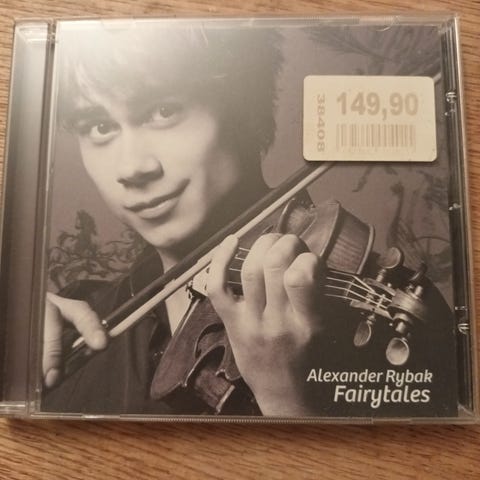 149,90
38408
Alexander Rybak
Fairytales